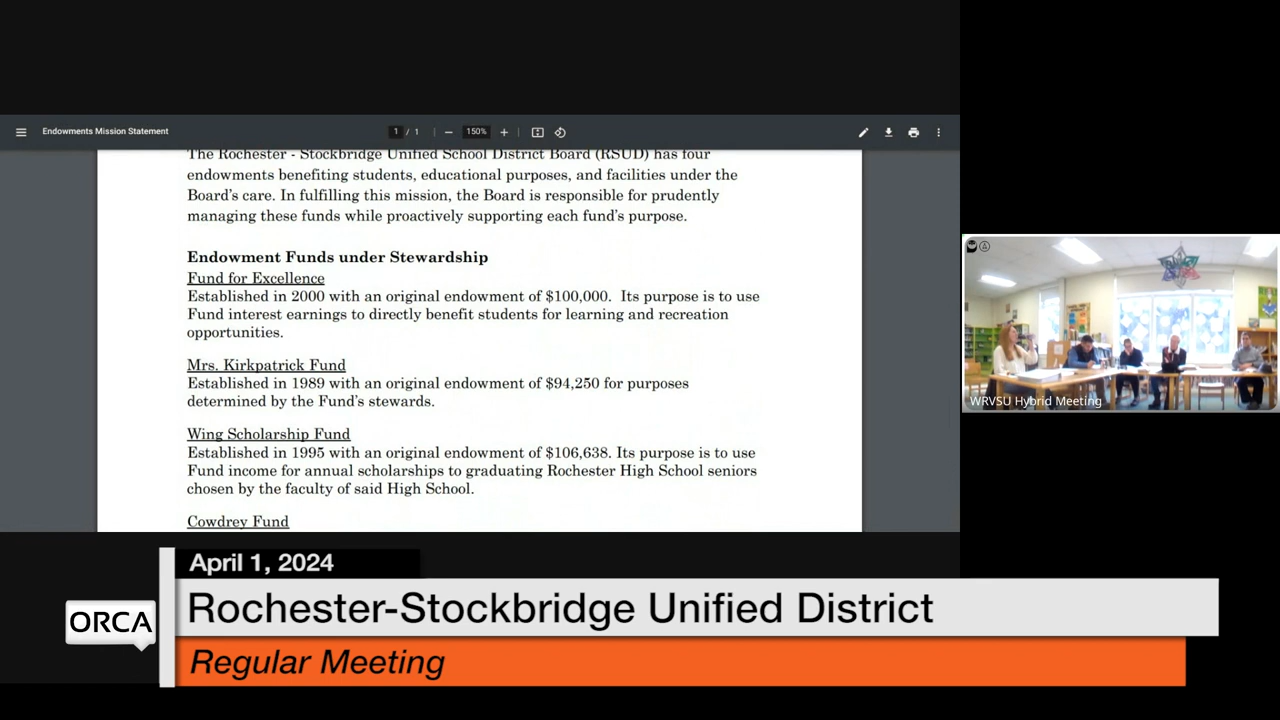 Endowments Mission Statement
1 / 1
150%
The Rochester - Stockbridge Unified School District Board (RSUD) has four
endowments benefiting students, educational purposes, and facilities under the
Board's care. In fulfilling this mission, the Board is responsible for prudently
managing these funds while proactively supporting each fund's purpose.
Endowment Funds under Stewardship
Fund for Excellence
Established in 2000 with an original endowment of $100,000. Its purpose is to use
Fund interest earnings to directly benefit students for learning and recreation
opportunities.
Mrs. Kirkpatrick Fund
Established in 1989 with an original endowment of $94,250 for purposes
determined by the Fund's stewards.
Wing Scholarship Fund
Established in 1995 with an original endowment of $106,638. Its purpose is to use
Fund income for annual scholarships to graduating Rochester High School seniors
chosen by the faculty of said High School.
Cowdrey Fund
WRVSU Hybrid Meeting
April 1, 2024
ORCA
Rochester-Stockbridge Unified District
Regular Meeting